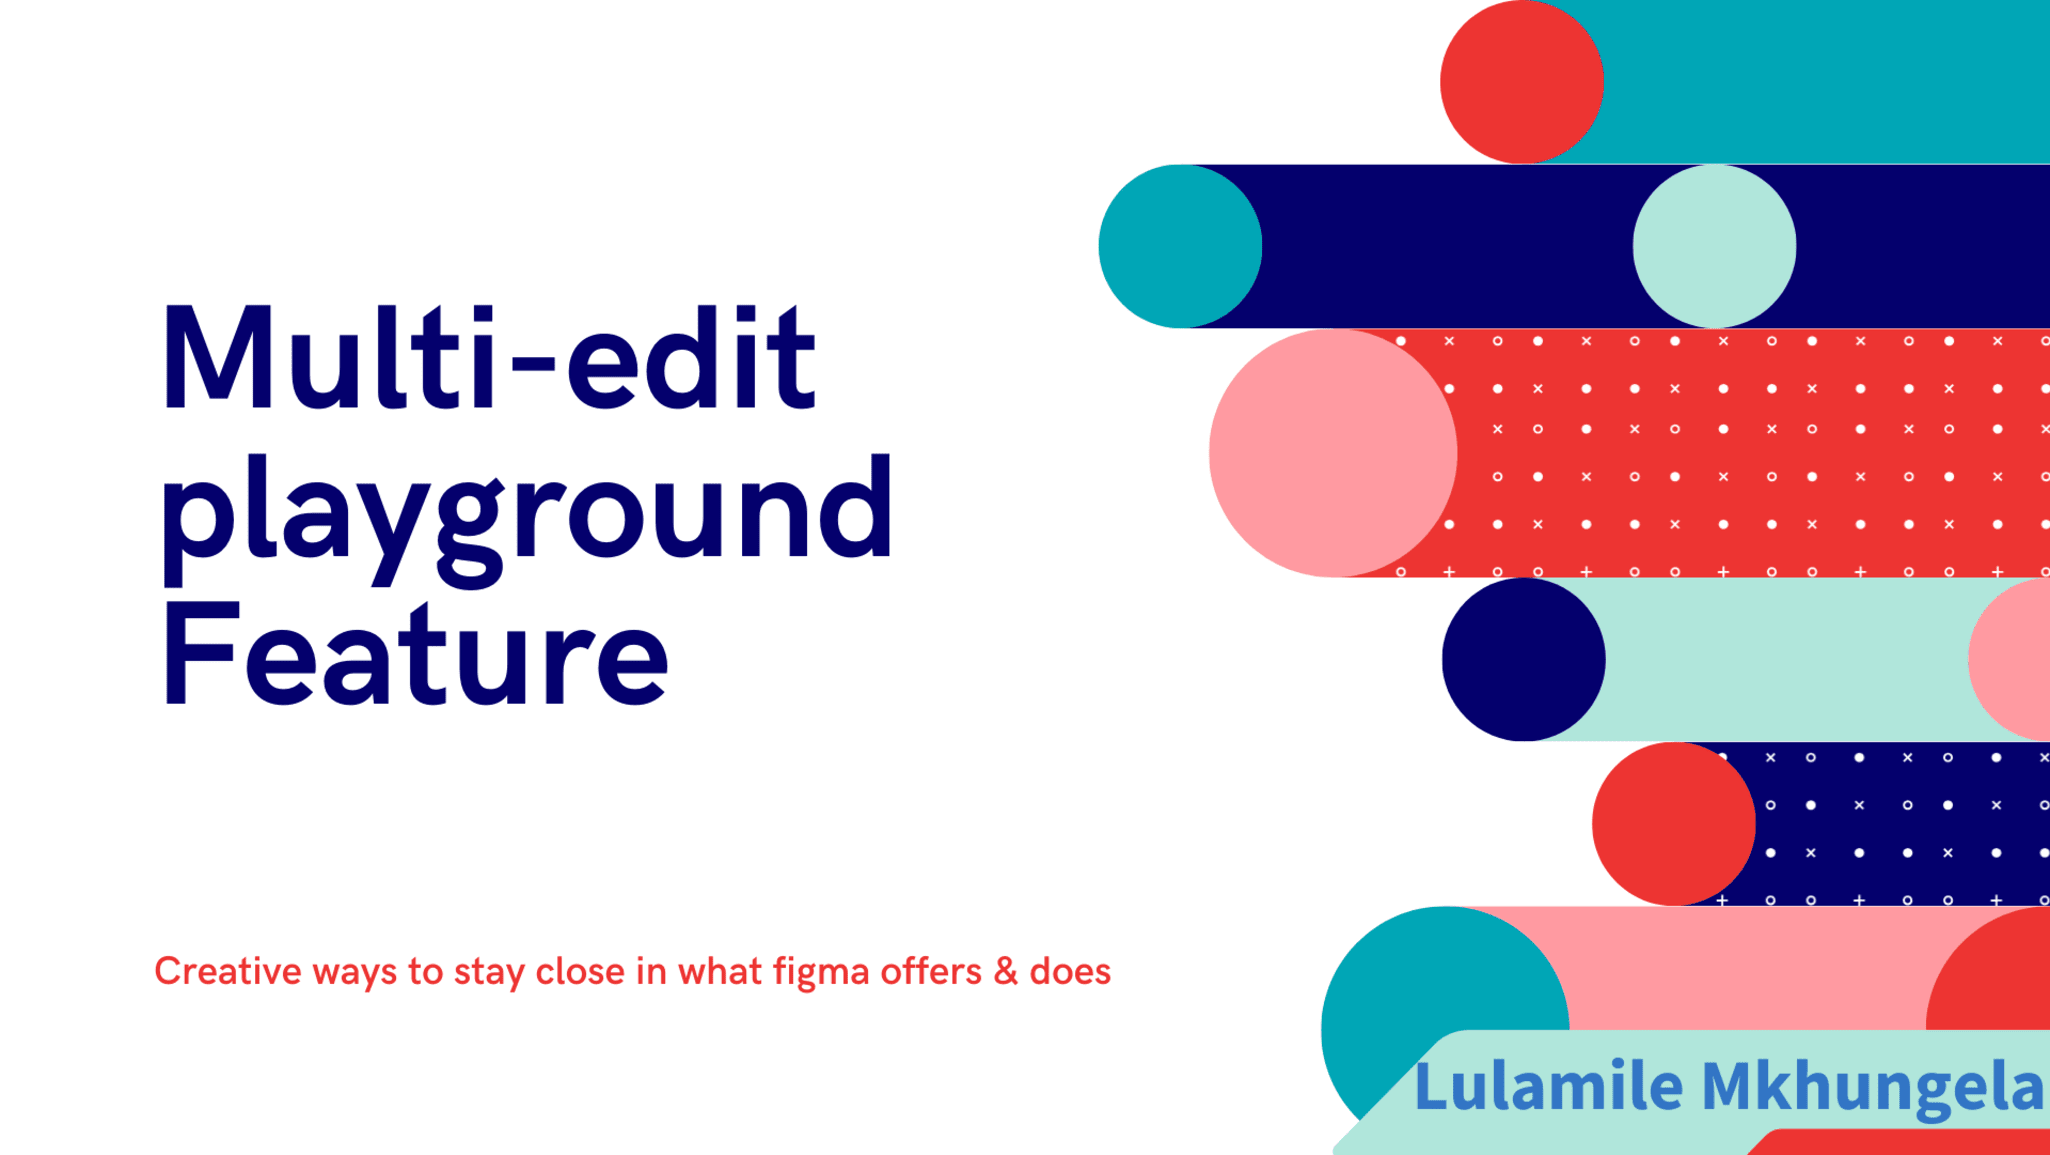 Multi-edit
playground
Feature
Creative ways to stay close in what figma offers & does
Lulamile Mkhungela